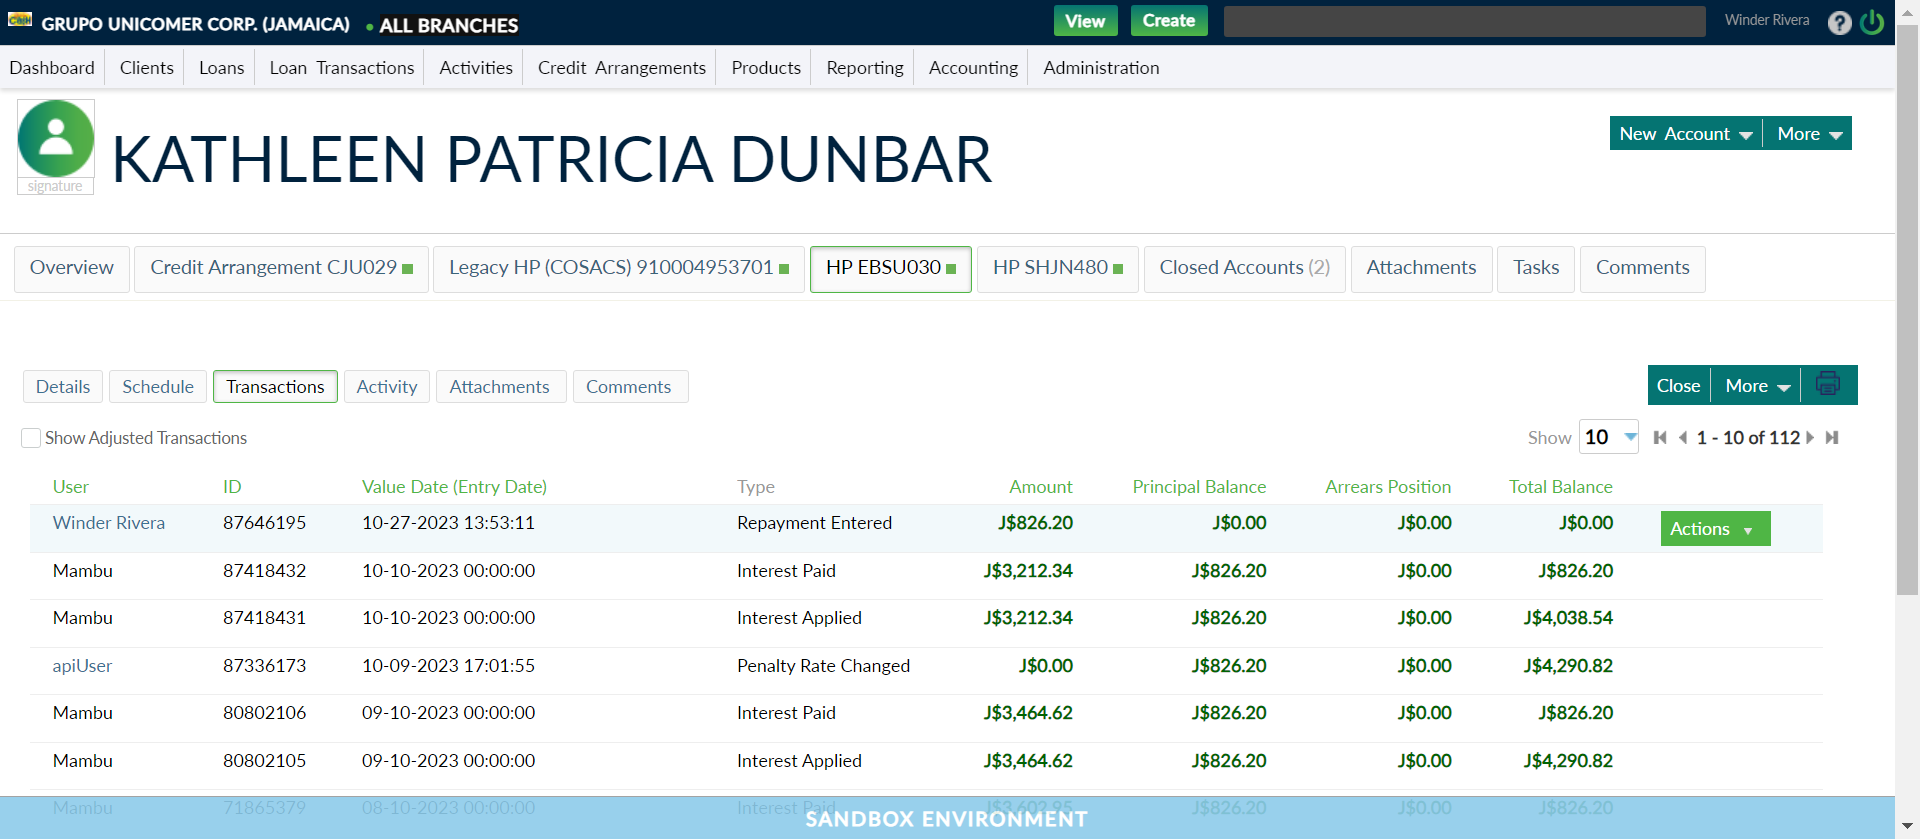 GRUPO UNICOMER CORP. (JAMAICA) • ALL BRANCHES View Create Winder Rivera ?
Dashboard Clients Loans Loan Transactions Activities Credit Arrangements Products Reporting Accounting Administration
signature
KATHLEEN PATRICIA DUNBAR
New Account More
Overview Credit Arrangement CJU029 Legacy HP (COSACS) 910004953701 HP EBSU030 HP SHJN480 Closed Accounts (2) Attachments Tasks Comments
Details Schedule Transactions Activity Attachments Comments Close More
Show Adjusted Transactions Show 10 1 - 10 of 112
User ID Value Date (Entry Date) Type Amount Principal Balance Arrears Position Total Balance
Winder Rivera 87646195 10-27-2023 13:53:11 Repayment Entered J$826.20 J$0.00 J$0.00 J$0.00 Actions
Mambu 87418432 10-10-2023 00:00:00 Interest Paid J$3,212.34 J$826.20 J$0.00 J$826.20
Mambu 87418431 10-10-2023 00:00:00 Interest Applied J$3,212.34 J$826.20 J$0.00 J$4,038.54
apiUser 87336173 10-09-2023 17:01:55 Penalty Rate Changed J$0.00 J$826.20 J$0.00 J$4,290.82
Mambu 80802106 09-10-2023 00:00:00 Interest Paid J$3,464.62 J$826.20 J$0.00 J$826.20
Mambu 80802105 09-10-2023 00:00:00 Interest Applied J$3,464.62 J$826.20 J$0.00 J$4,290.82
Mambu 71865379 08-10-2023 00:00:00 Interest Paid J$3,602.95 J$826.20 J$0.00 J$826.20
SANDBOX ENVIRONMENT